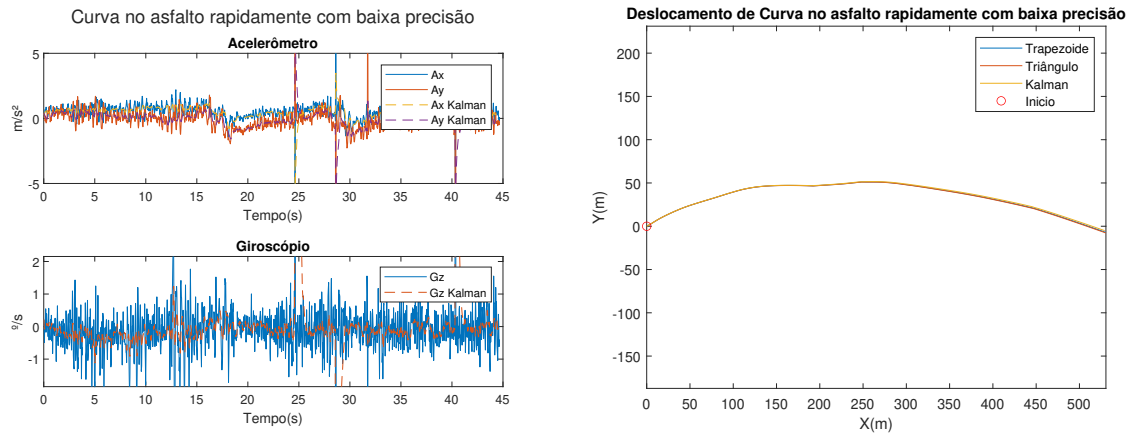 Curva no asfalto rapidamente com baixa precisão
Acelerômetro
5
0
-5
m/s²
0 5 10 15 20 25 30 35 40 45
Tempo(s)
Ax
Ay
Ax Kalman
Ay Kalman
Giroscópio
2
1
0
-1
º/s
0 5 10 15 20 25 30 35 40 45
Tempo(s)
Gz
Gz Kalman
Deslocamento de Curva no asfalto rapidamente com baixa precisão
200
150
100
50
0
-50
-100
-150
Y(m)
0 50 100 150 200 250 300 350 400 450 500
X(m)
Trapezoide
Triângulo
Kalman
Inicio